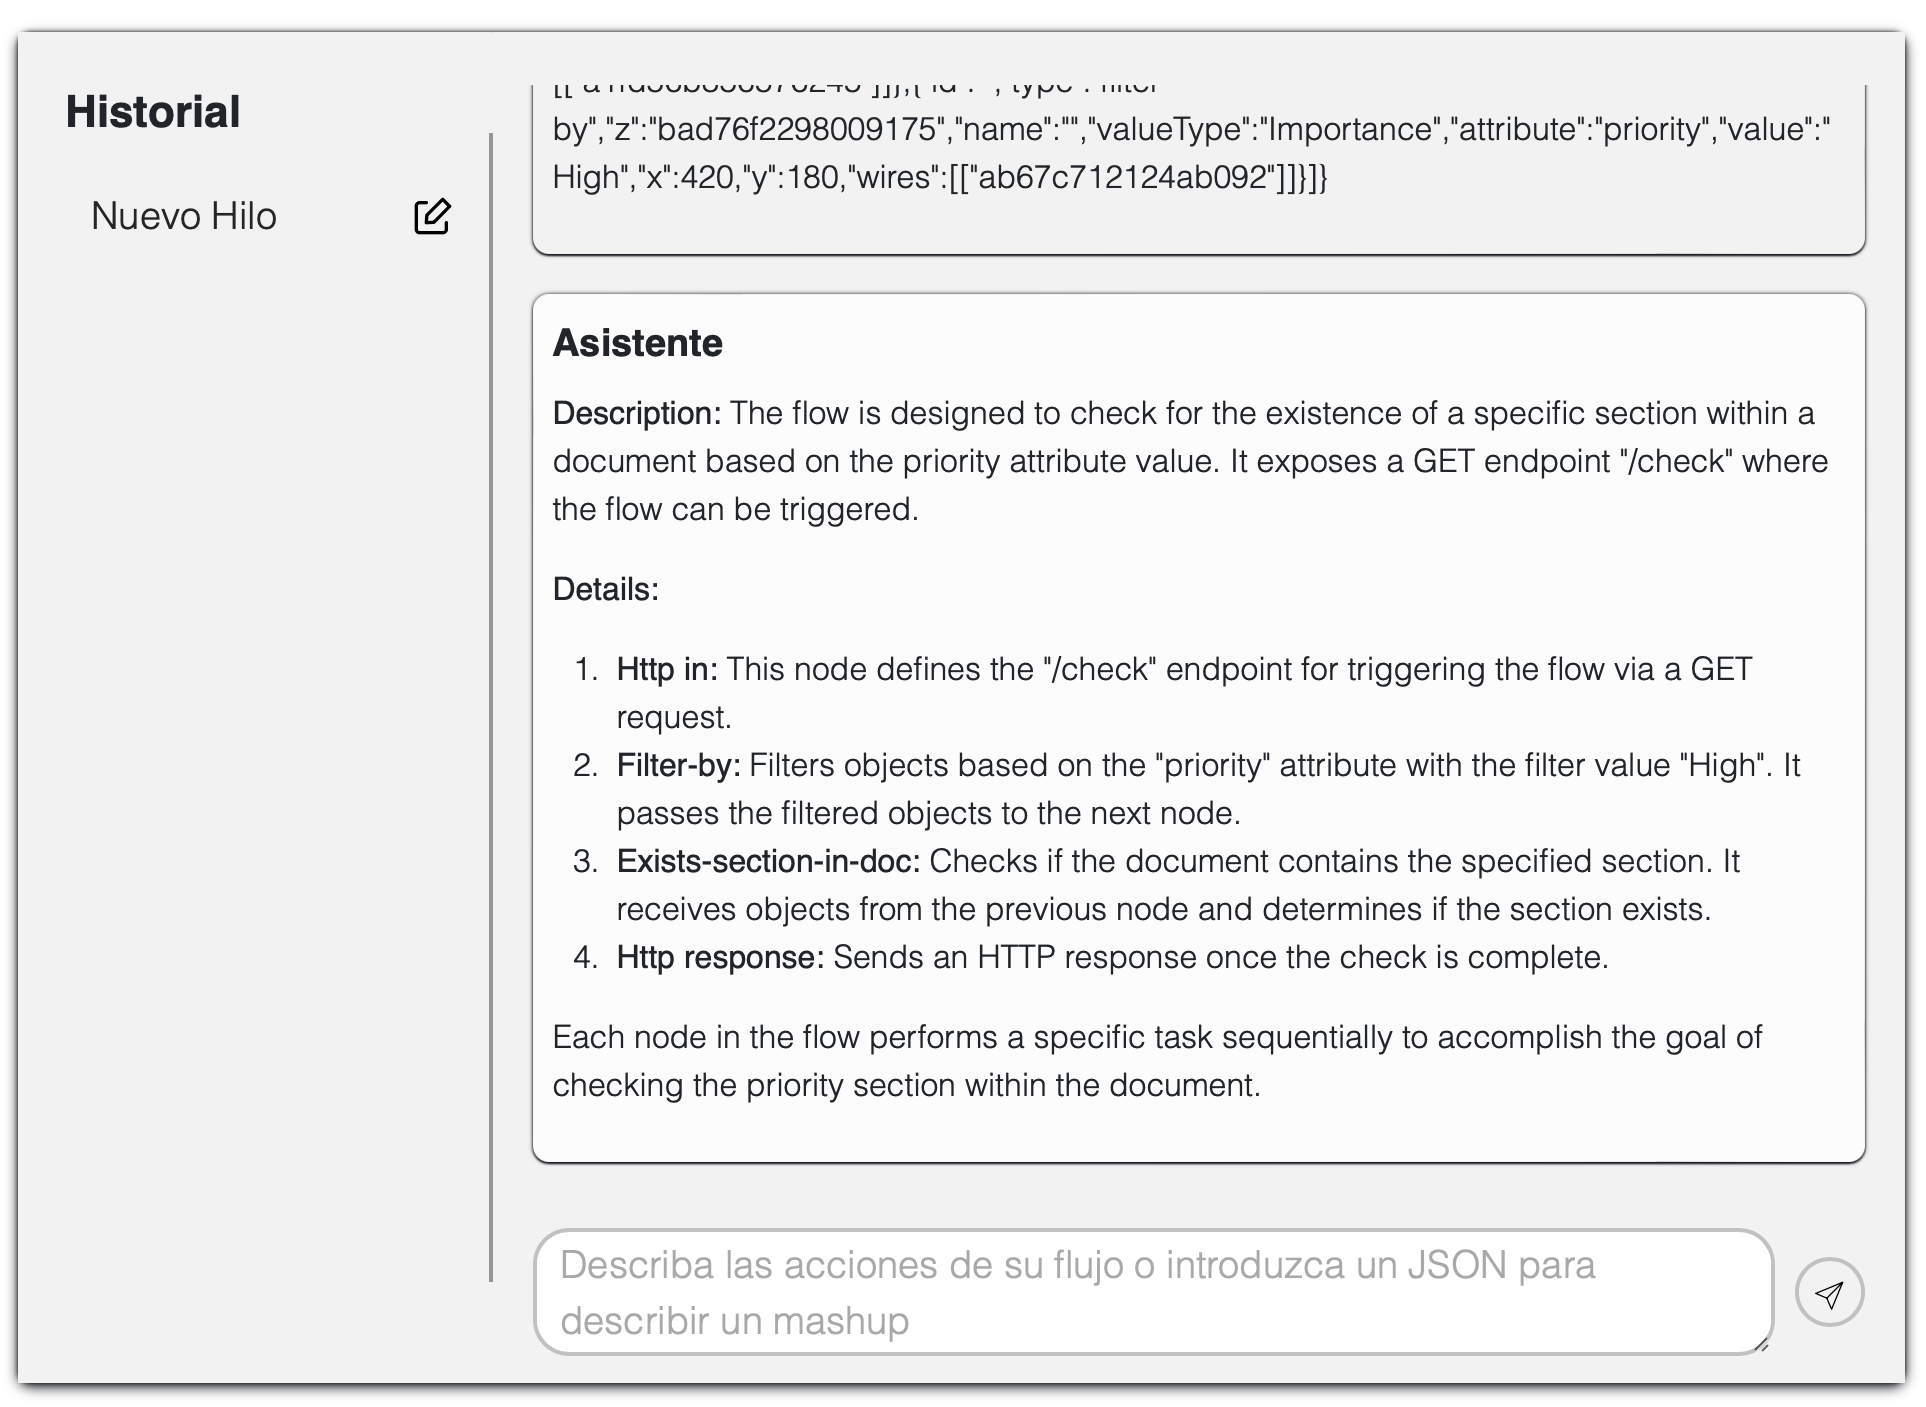 Historial
Nuevo Hilo
by","z":"bad76f2298009175","name":"","valueType":"Importance","attribute":"priority","value":"
High","x":420,"y":180,"wires":[["ab67c712124ab092"]]}]}
Asistente
Description: The flow is designed to check for the existence of a specific section within a
document based on the priority attribute value. It exposes a GET endpoint "/check" where
the flow can be triggered.
Details:
1. Http in: This node defines the "/check" endpoint for triggering the flow via a GET
request.
2. Filter-by: Filters objects based on the "priority" attribute with the filter value "High". It
passes the filtered objects to the next node.
3. Exists-section-in-doc: Checks if the document contains the specified section. It
receives objects from the previous node and determines if the section exists.
4. Http response: Sends an HTTP response once the check is complete.
Each node in the flow performs a specific task sequentially to accomplish the goal of
checking the priority section within the document.
Describa las acciones de su flujo o introduzca un JSON para
describir un mashup